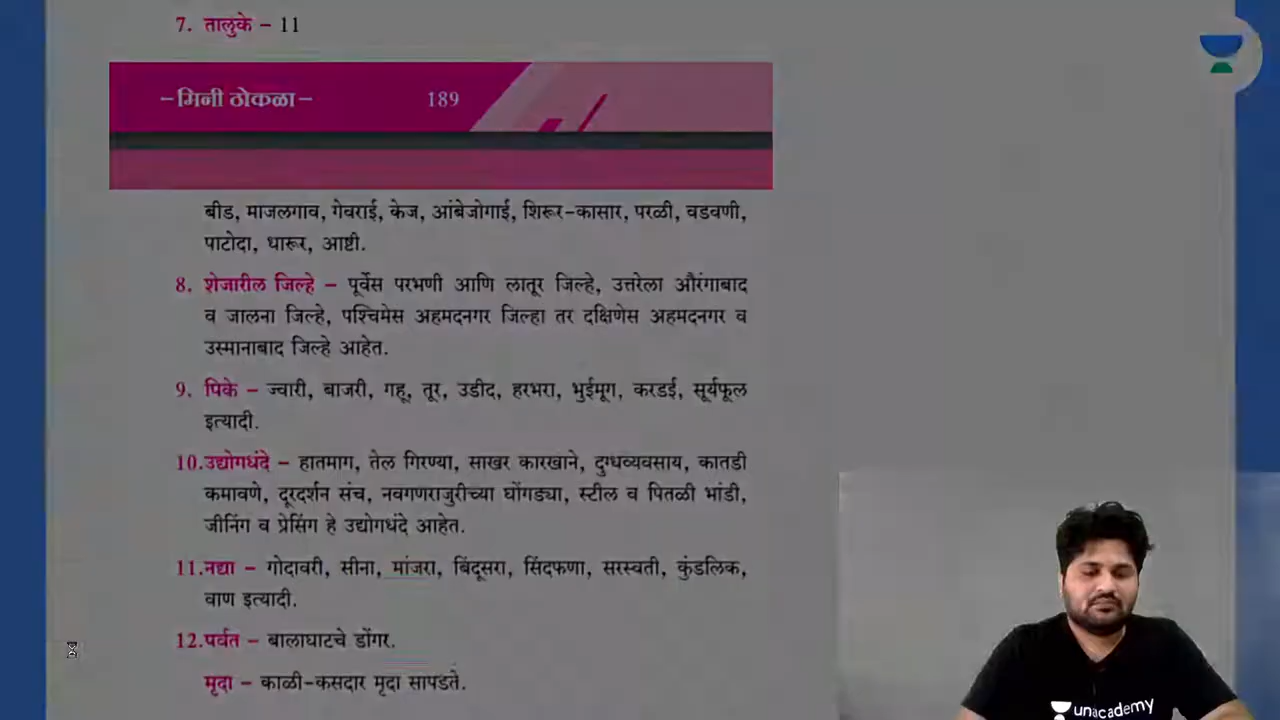 7. तालुके – 11
–मिनी ठोकळा– 189
बीड, माजलगाव, गेवराई, केज, आंबेजोगाई, शिरूर-कासार, परळी, वडवणी,
पाटोदा, धारूर, आष्टी.
8. शेजारील जिल्हे – पूर्वेस परभणी आणि लातूर जिल्हे, उत्तरेला औरंगाबाद
व जालना जिल्हे, पश्चिमेस अहमदनगर जिल्हा तर दक्षिणेस अहमदनगर व
उस्मानाबाद जिल्हे आहेत.
9. पिके – ज्वारी, बाजरी, गहू, तूर, उडीद, हरभरा, भुईमूग, करडई, सूर्यफूल
इत्यादी.
10.उद्योगधंदे – हातमाग, तेल गिरण्या, साखर कारखाने, दुग्धव्यवसाय, कातडी
कमावणे, दूरदर्शन संच, नवगणराजुरीच्या घोंगड्या, स्टील व पितळी भांडी,
जीनिंग व प्रेसिंग हे उद्योगधंदे आहेत.
11.नद्या – गोदावरी, सीना, मांजरा, बिंदूसरा, सिंदफणा, सरस्वती, कुंडलिक,
वाण इत्यादी.
12.पर्वत – बालाघाटचे डोंगर.
मृदा – काळी-कसदार मृदा सापडते.
unacademy